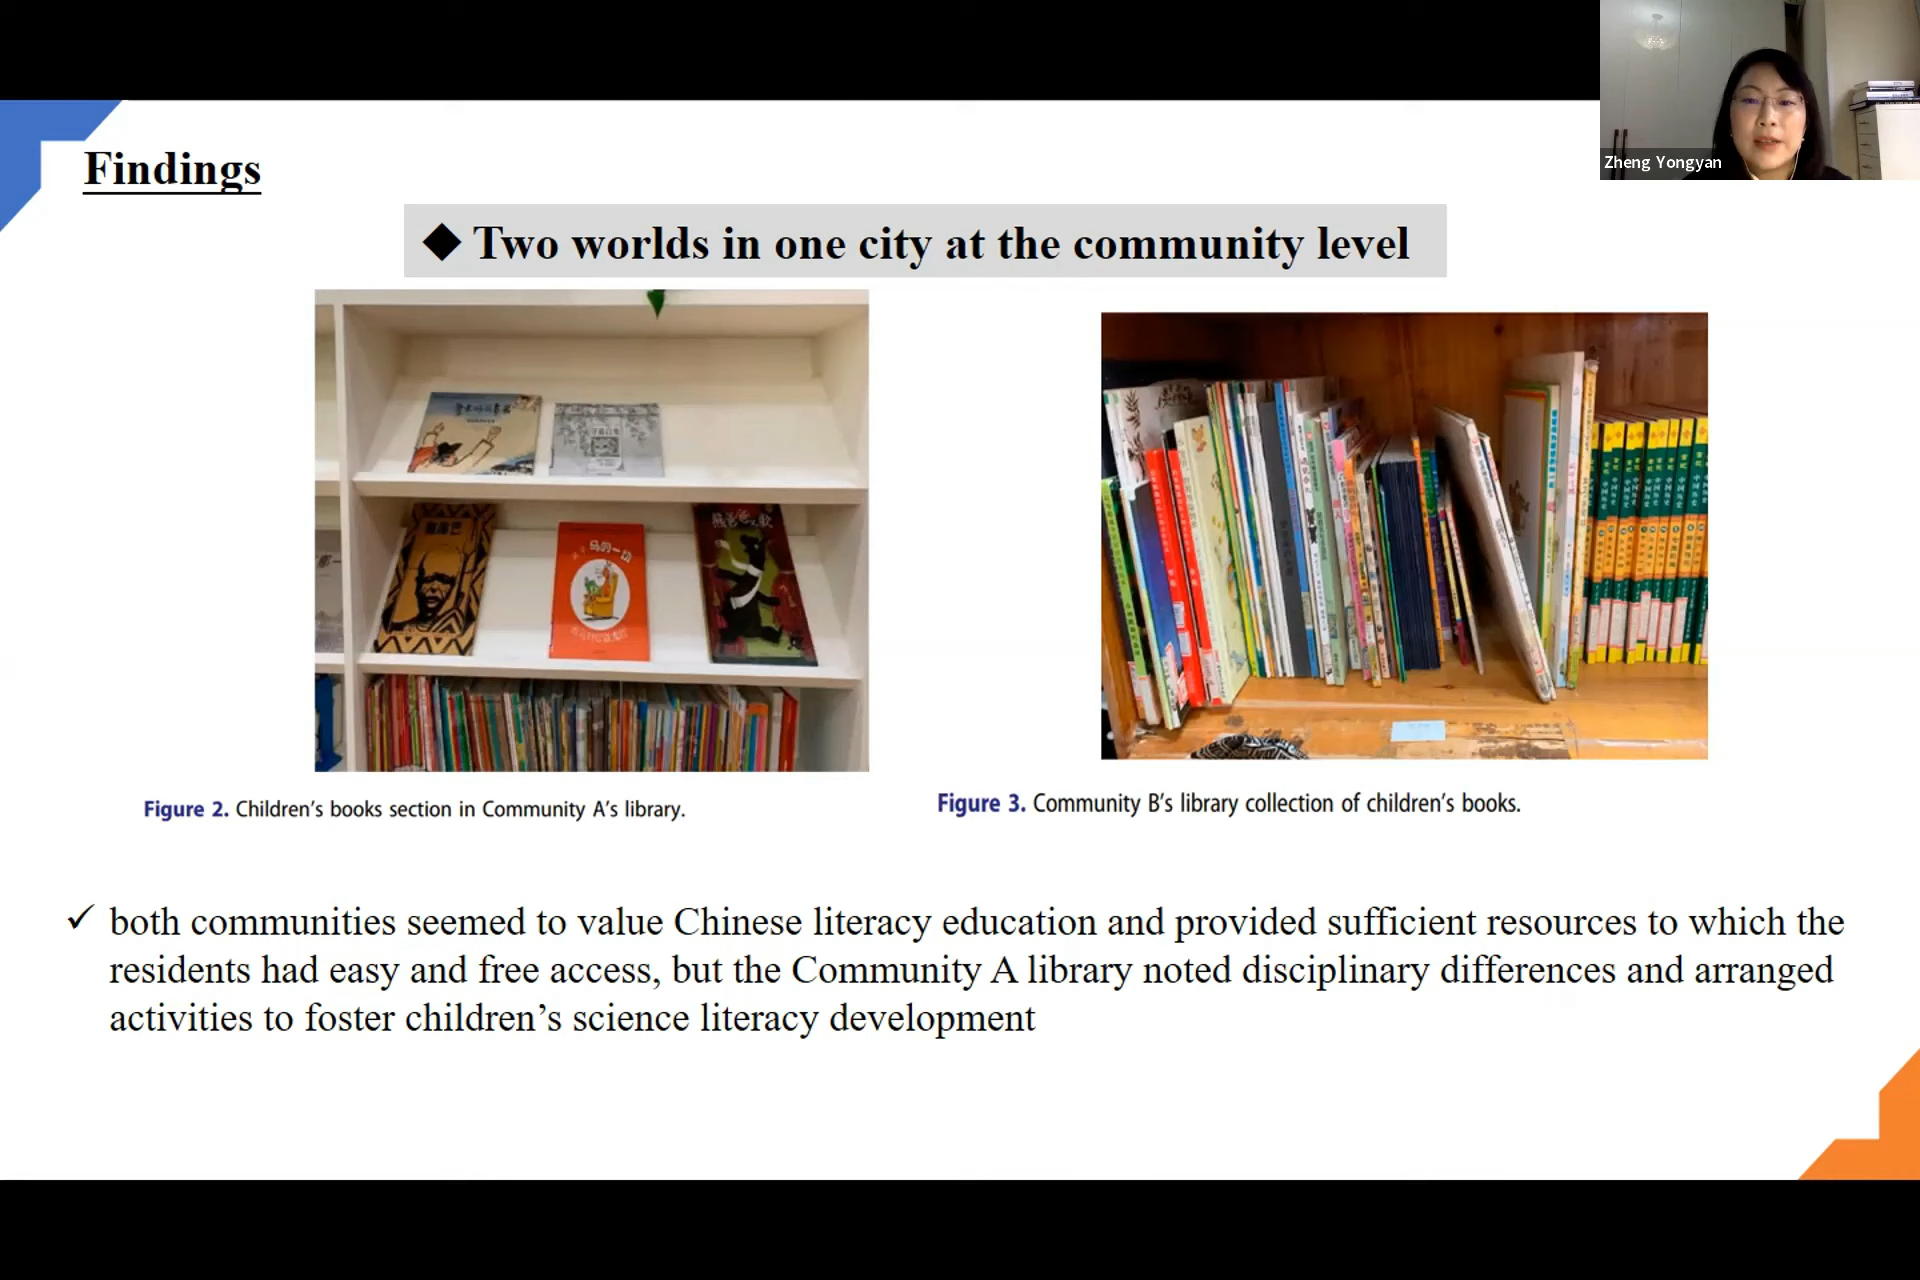 Zheng Yongyan
Findings
◆ Two worlds in one city at the community level
Figure 2. Children's books section in Community A's library.
Figure 3. Community B's library collection of children's books.
✓ both communities seemed to value Chinese literacy education and provided sufficient resources to which the
residents had easy and free access, but the Community A library noted disciplinary differences and arranged
activities to foster children’s science literacy development